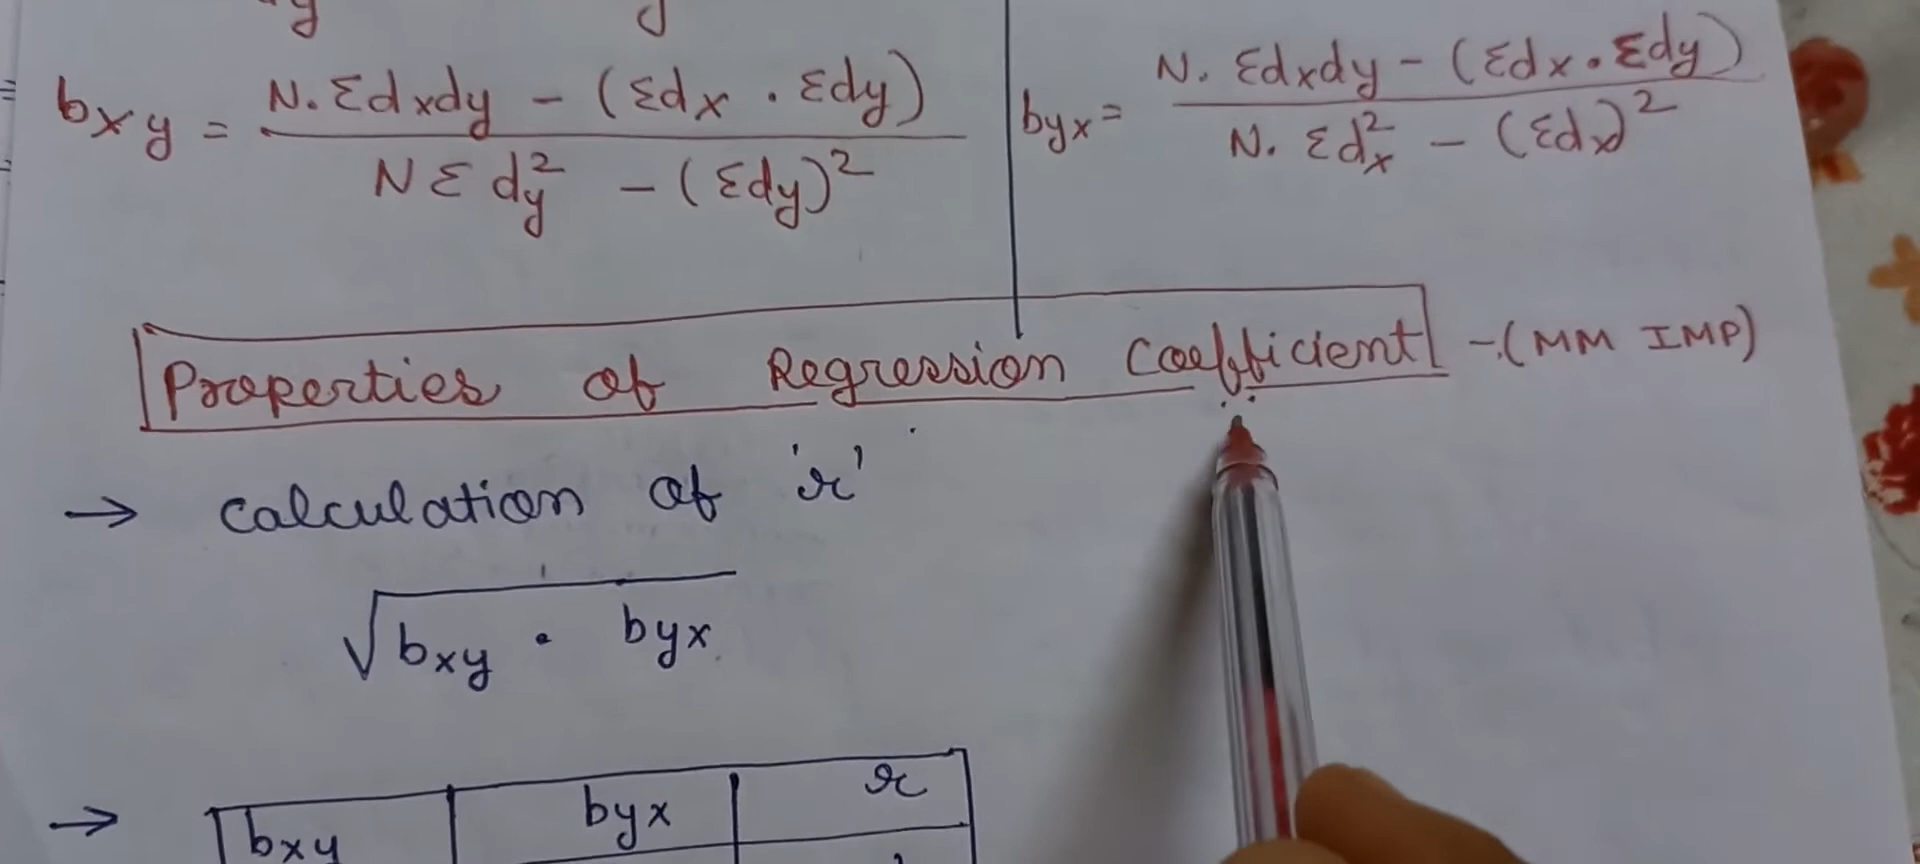 bxy = N. Σdxdy - (Σdx . Σdy) / NΣdy² - (Σdy)²
byx = N. Σdxdy - (Σdx . Σdy) / N. Σdx² - (Σdx)²
Properties of Regression Coefficient - (MM IMP)
→ Calculation of 'r'
√bxy . byx
→ bxy byx r